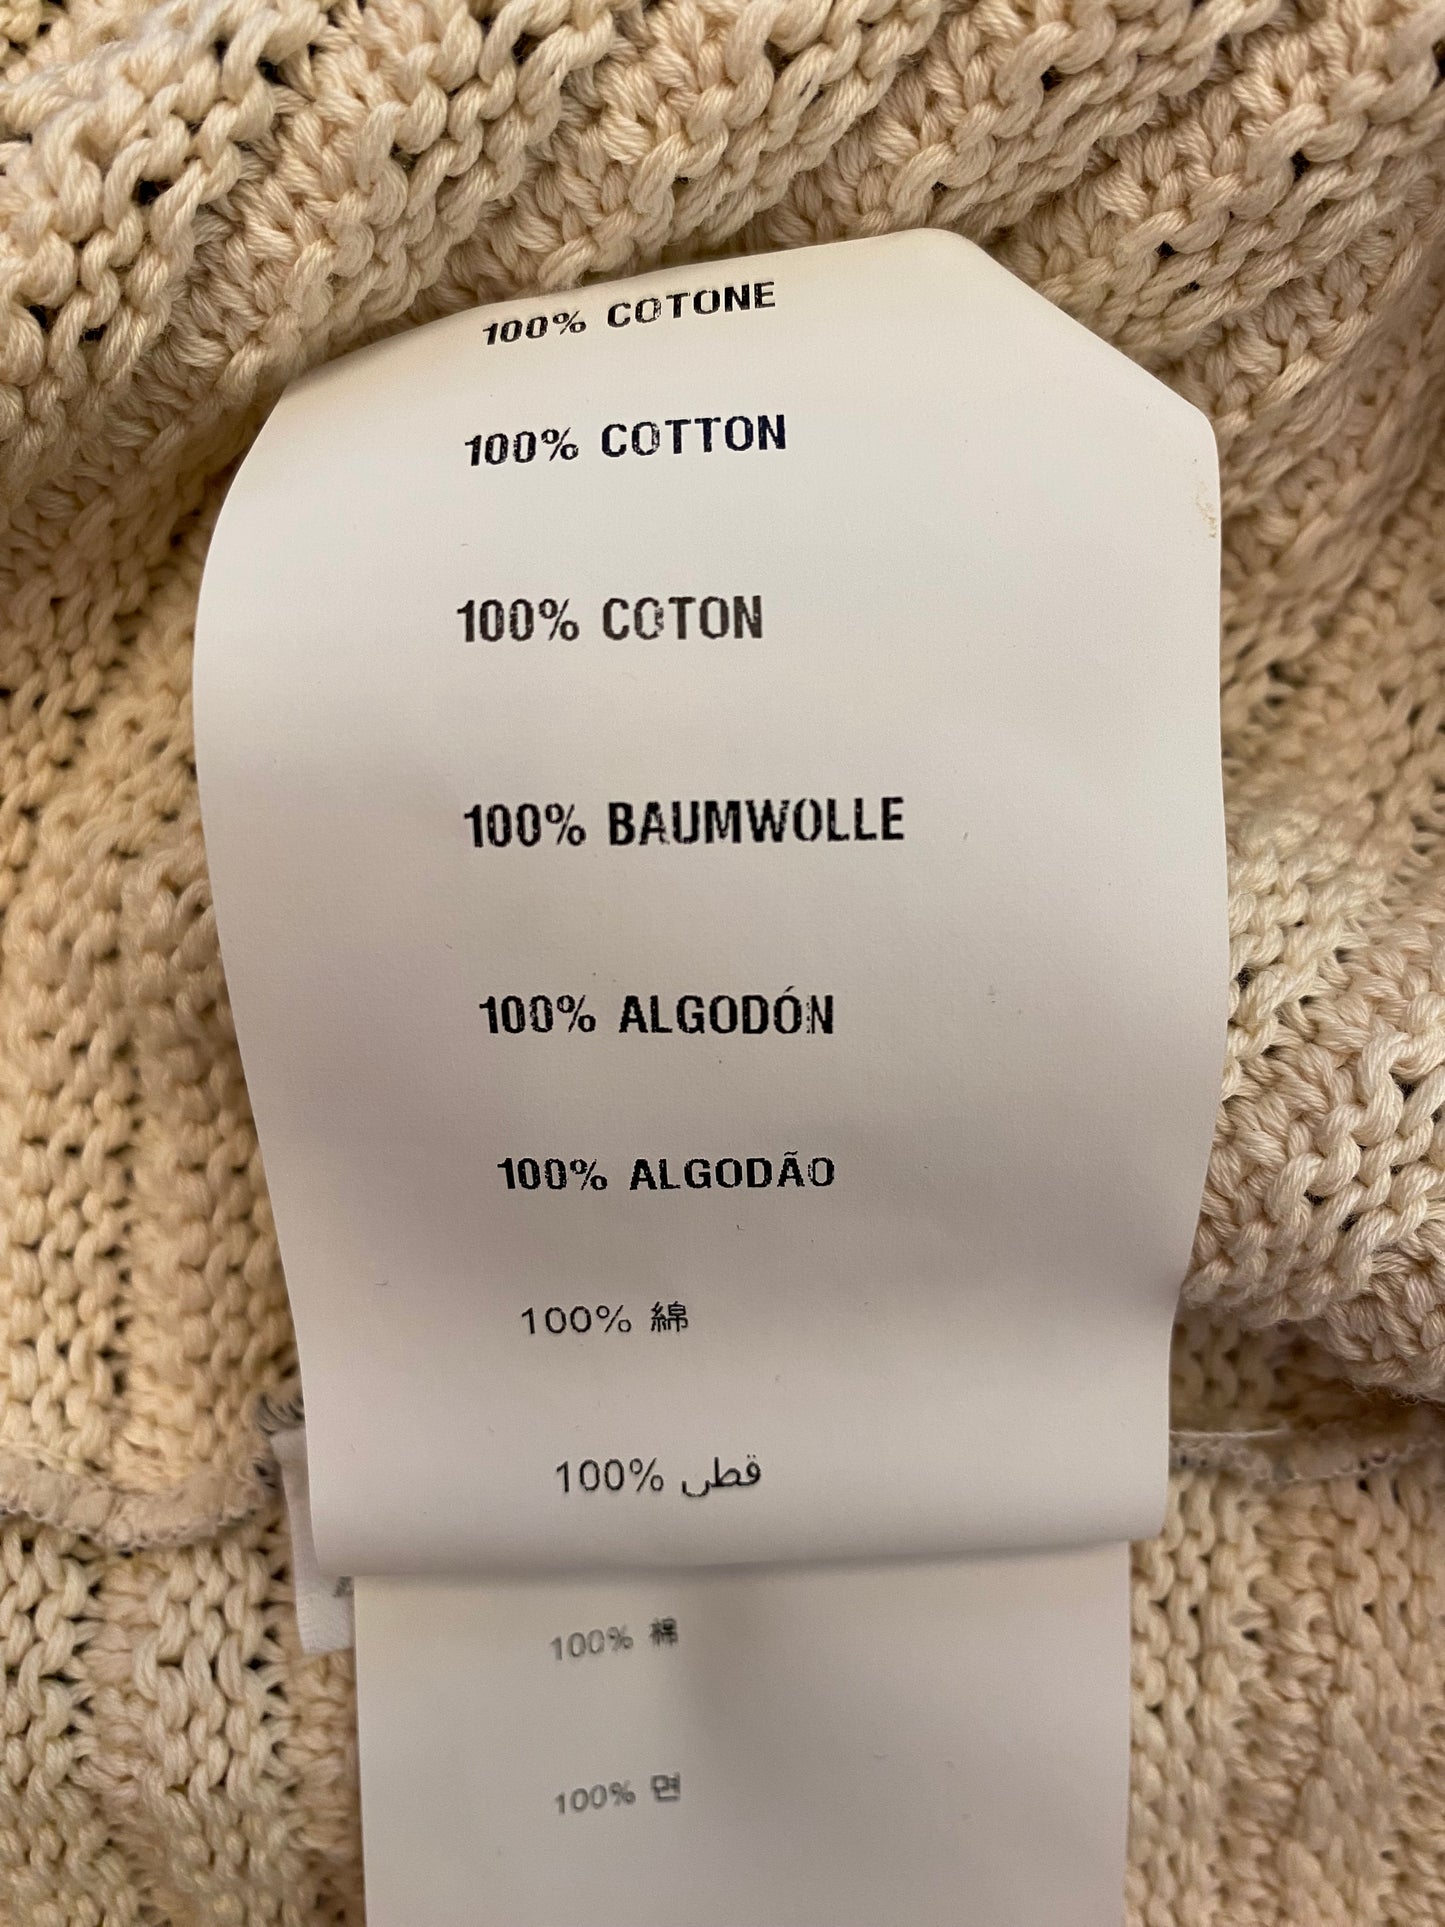 100% COTONE
100% COTTON
100% COTON
100% BAUMWOLLE
100% ALGODÓN
100% ALGODÃO
100% 綿
100% قطن
100% 棉
100% 면